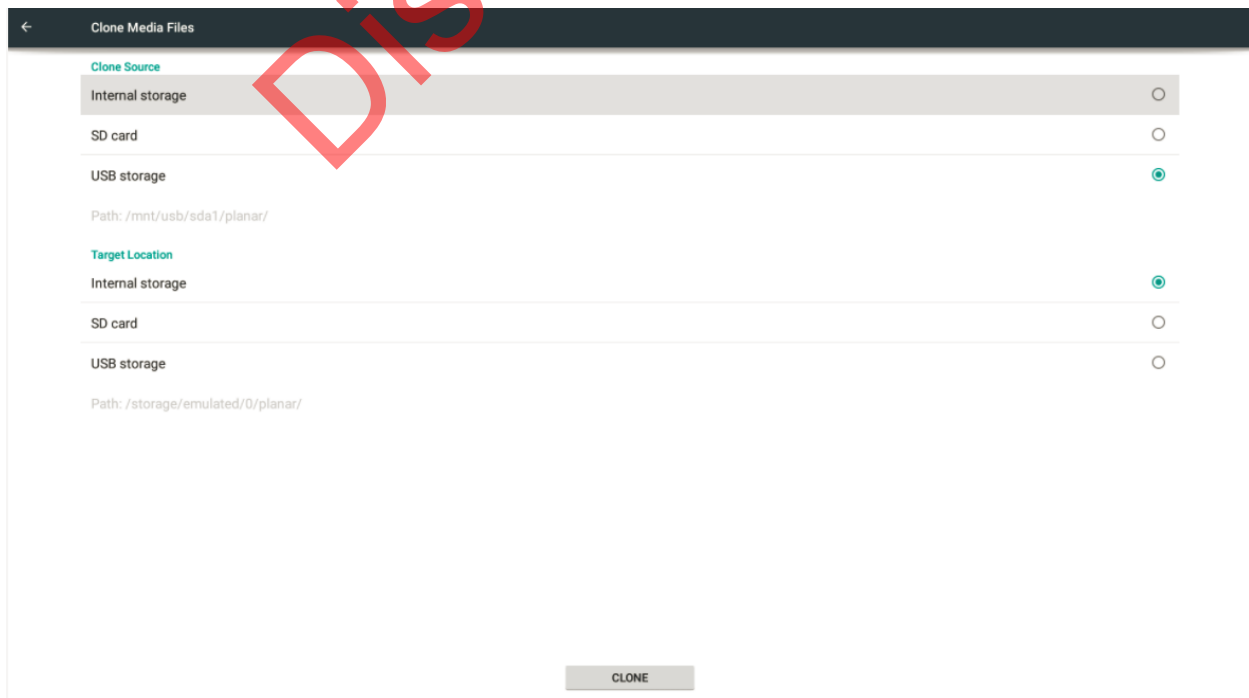 Clone Media Files
Clone Source
Internal storage
SD card
USB storage
Path: /mnt/usb/sda1/planar/
Target Location
Internal storage
SD card
USB storage
Path: /storage/emulated/0/planar/
CLONE